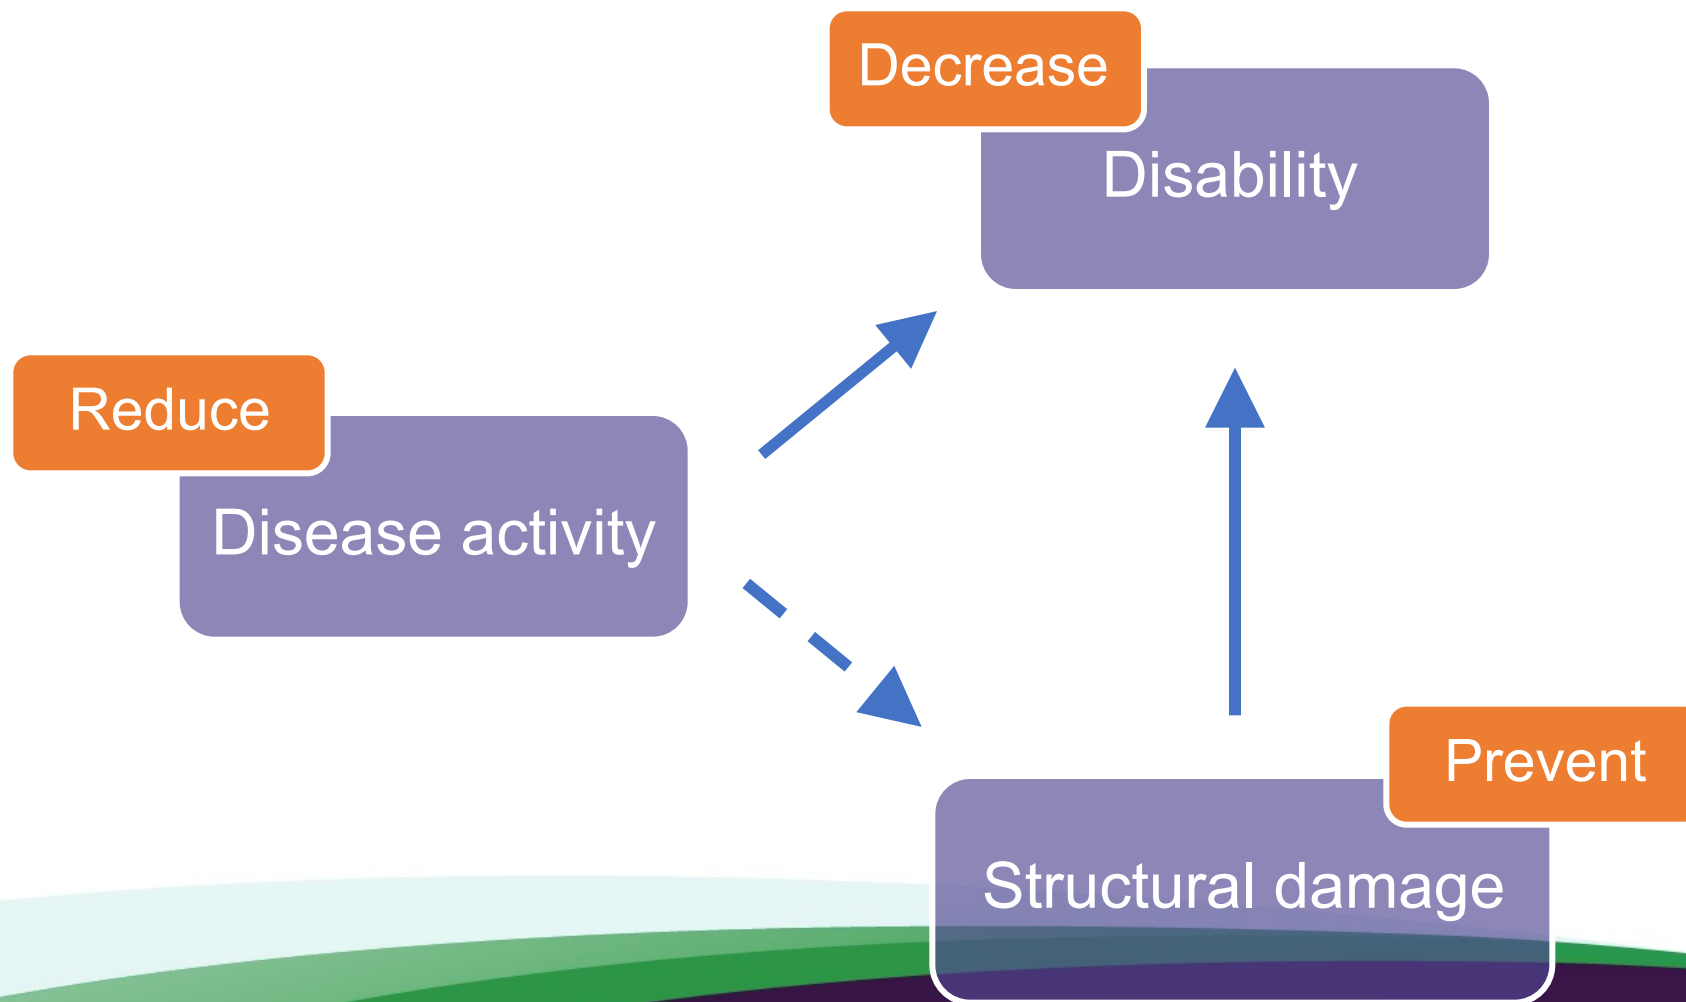 Decrease
Disability
Reduce
Disease activity
Prevent
Structural damage